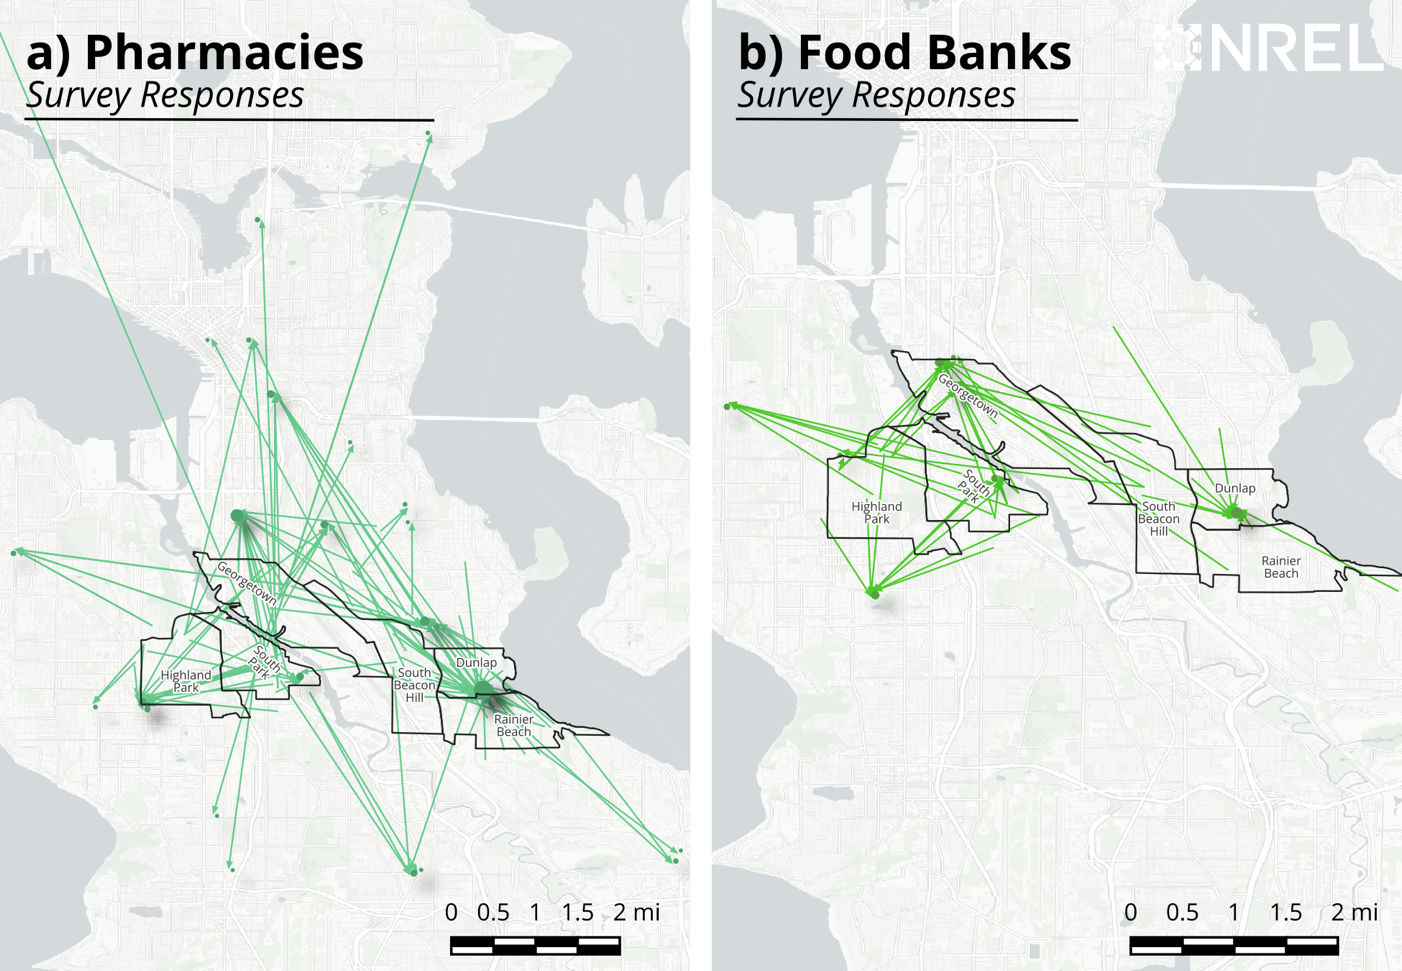 a) Pharmacies
Survey Responses
Georgetown
South
Park
Highland
Park
South
Beacon
Hill
Dunlap
Rainier
Beach
0 0.5 1 1.5 2 mi
b) Food Banks
Survey Responses
NREL
Georgetown
South
Park
Highland
Park
South
Beacon
Hill
Dunlap
Rainier
Beach
0 0.5 1 1.5 2 mi